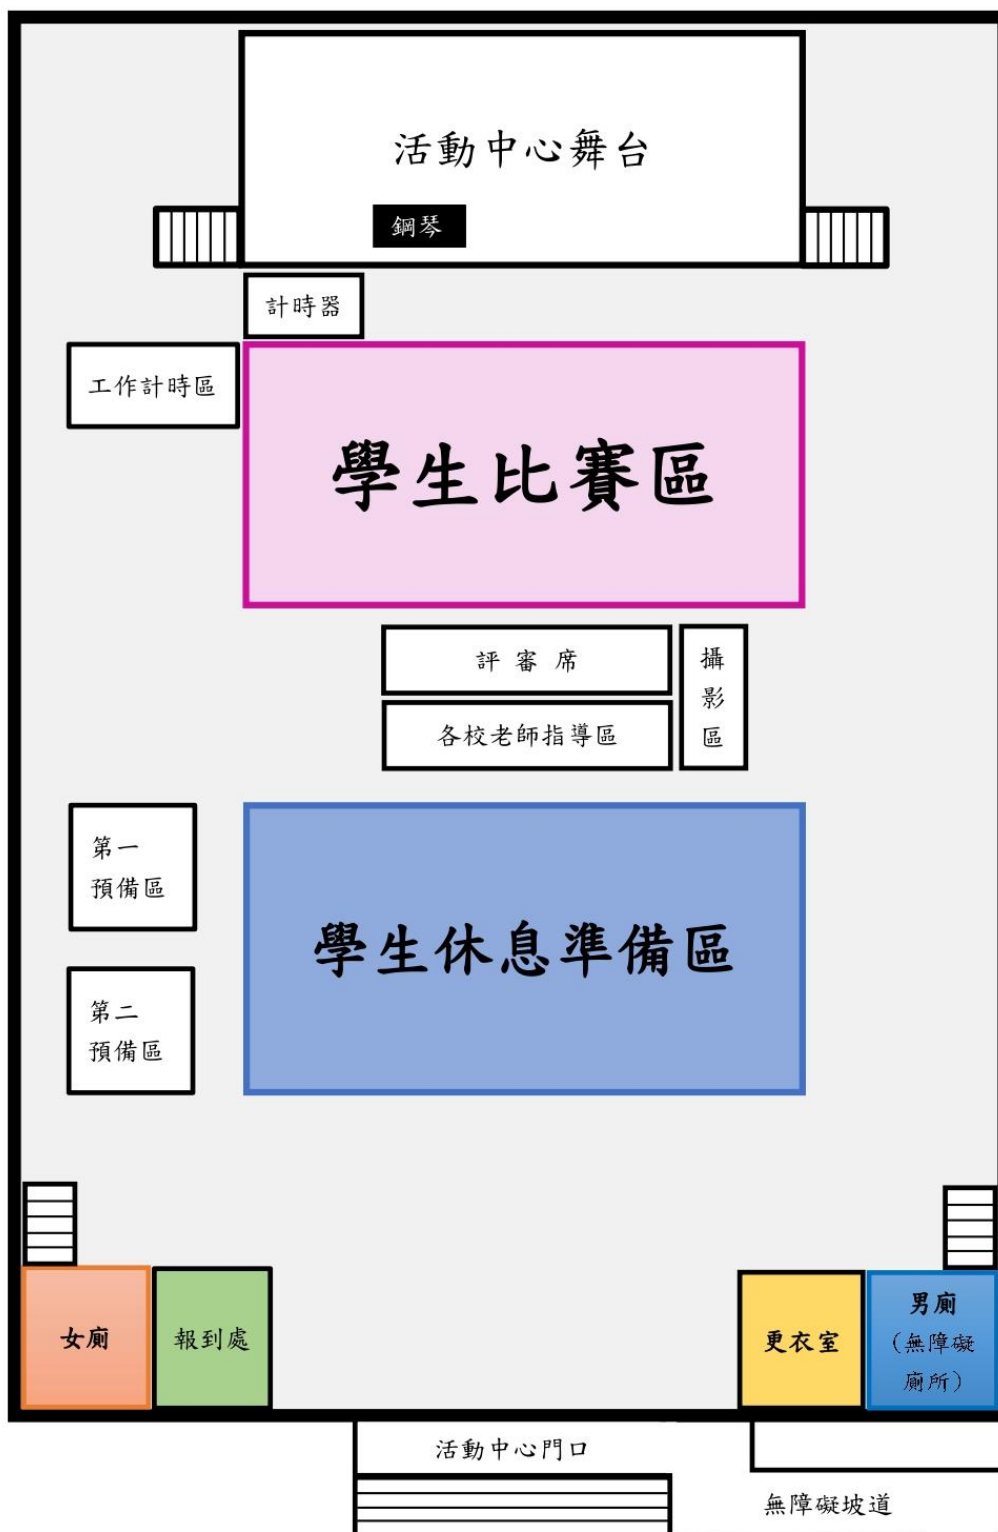 活動中心舞台
鋼琴
計時器
工作計時區
學生比賽區
評審席
攝影區
各校老師指導區
第一
預備區
學生休息準備區
第二
預備區
女廁
報到處
更衣室
男廁
（無障礙
廁所）
活動中心門口
無障礙坡道